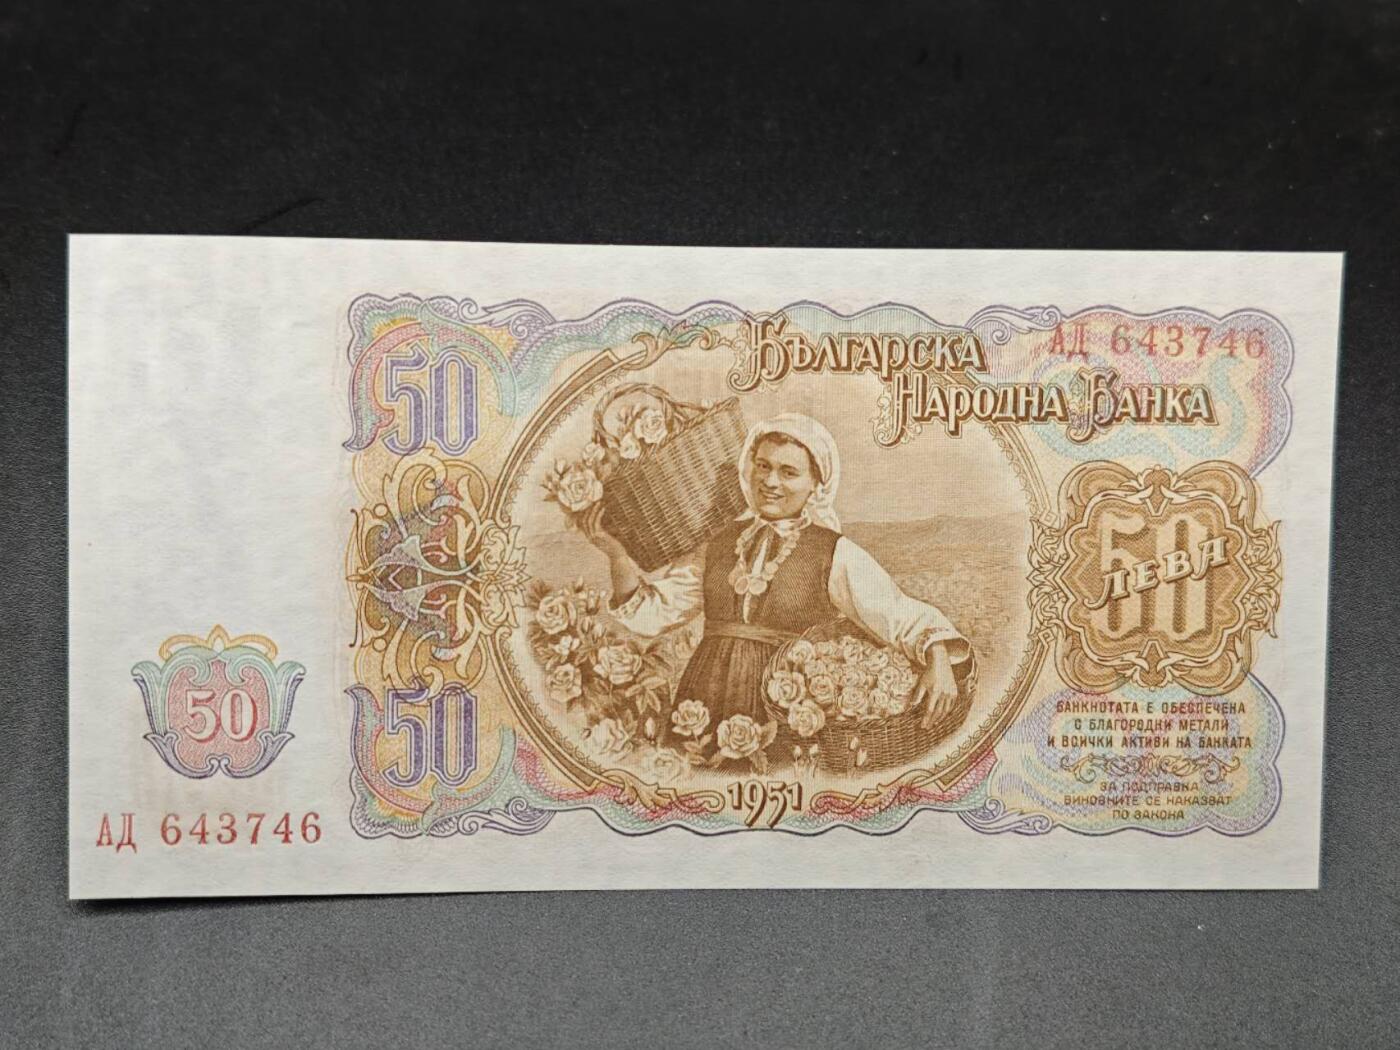 50
Българска
Народна Банка
АД 643746
50
ЛЕВА
50
50
БАНКНОТАТА Е ОБЕЗПЕЧЕНА
С БЛАГОРОДНИ МЕТАЛИ
И ВСИЧКИ АКТИВИ НА БАНКАТА
ЗА ПОДПРАВКА
ВИНОВНИТЕ СЕ НАКАЗВАТ
ПО ЗАКОНА
1951
АД 643746